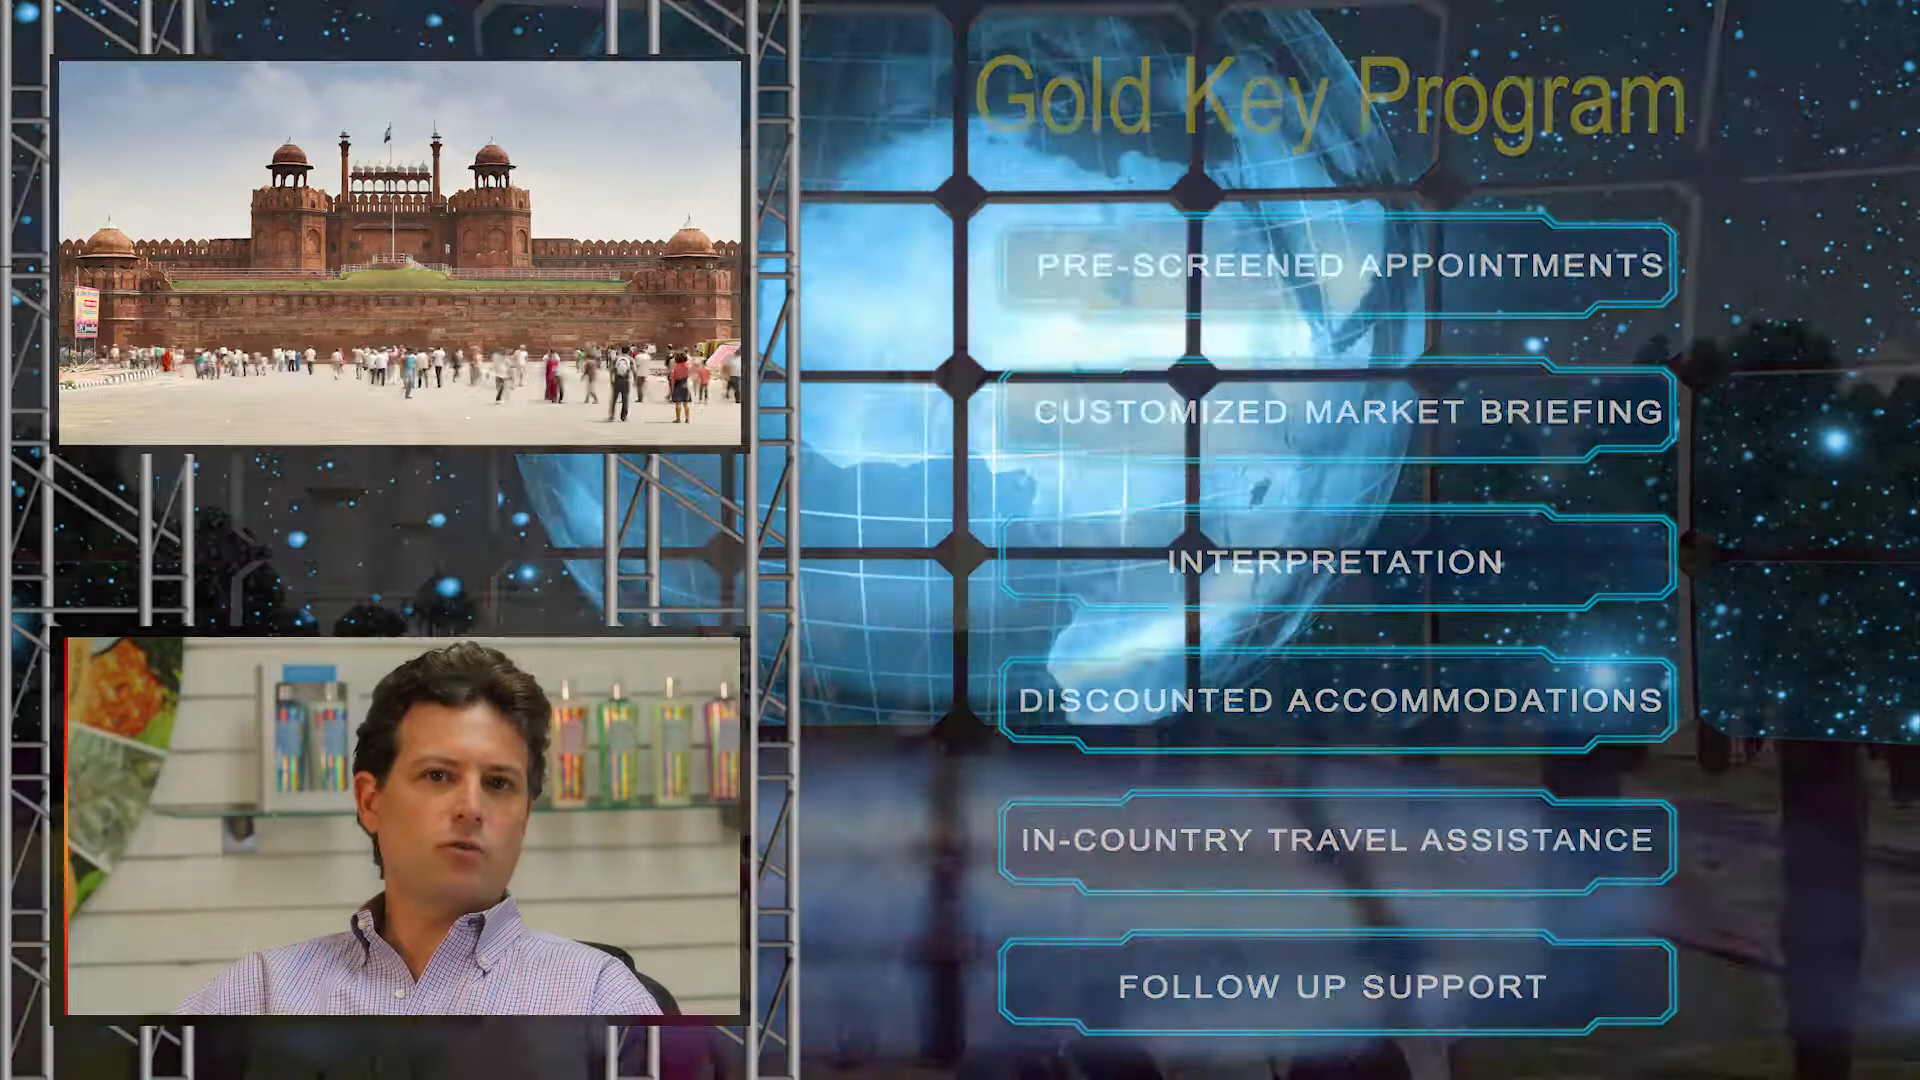 Gold Key Program
PRE-SCREENED APPOINTMENTS
CUSTOMIZED MARKET BRIEFING
INTERPRETATION
DISCOUNTED ACCOMMODATIONS
IN-COUNTRY TRAVEL ASSISTANCE
FOLLOW UP SUPPORT